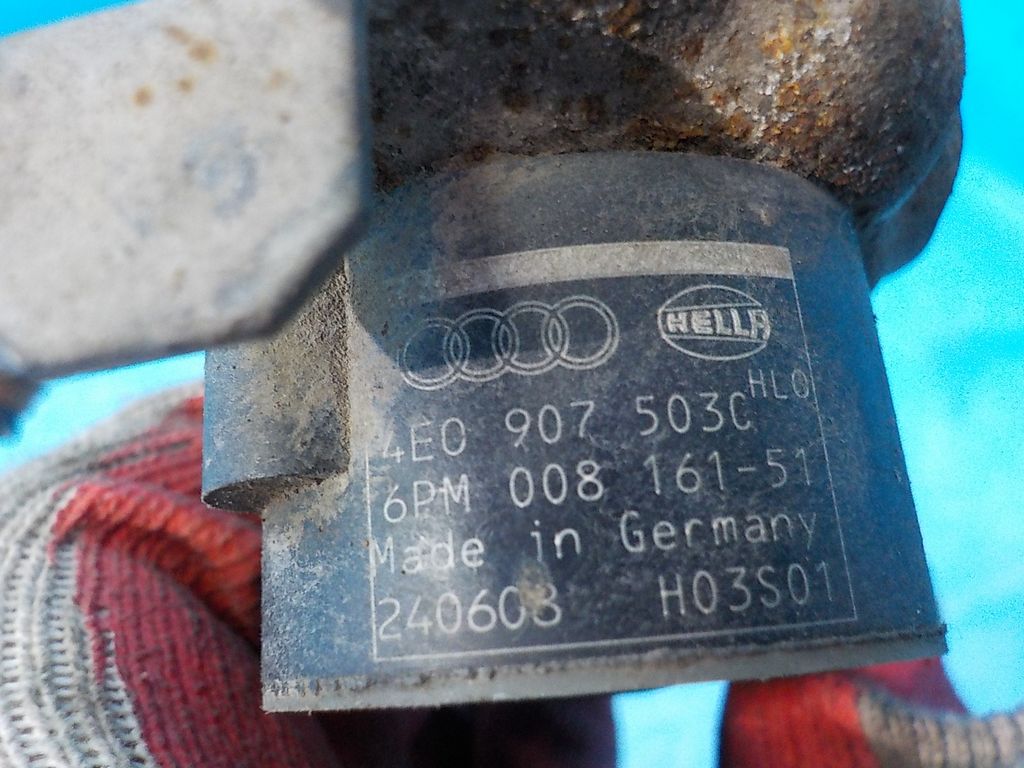 HELLA
HLO
4E0 907 503C
6PM 008 161-51
Made in Germany
240603 H03S01